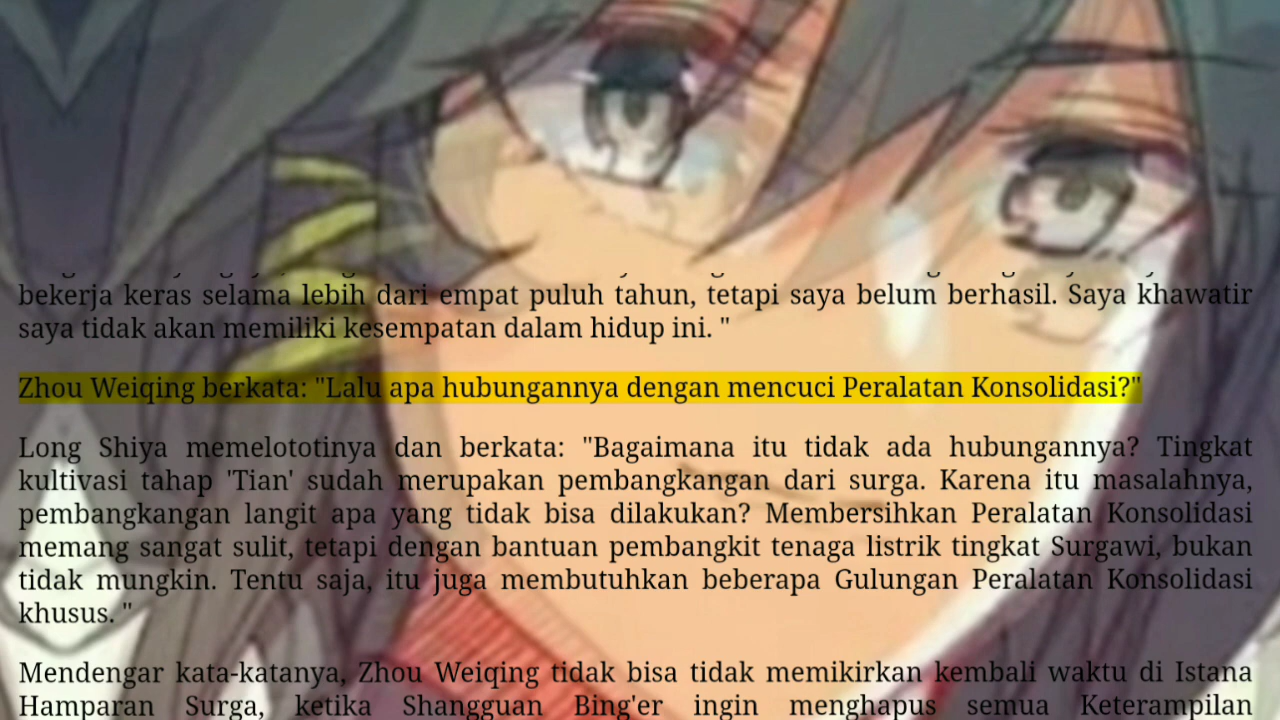 bekerja keras selama lebih dari empat puluh tahun, tetapi saya belum berhasil. Saya khawatir
saya tidak akan memiliki kesempatan dalam hidup ini. "
Zhou Weiqing berkata: "Lalu apa hubungannya dengan mencuci Peralatan Konsolidasi?"
Long Shiya memelototinya dan berkata: "Bagaimana itu tidak ada hubungannya? Tingkat
kultivasi tahap 'Tian' sudah merupakan pembangkangan dari surga. Karena itu masalahnya,
pembangkangan langit apa yang tidak bisa dilakukan? Membersihkan Peralatan Konsolidasi
memang sangat sulit, tetapi dengan bantuan pembangkit tenaga listrik tingkat Surgawi, bukan
tidak mungkin. Tentu saja, itu juga membutuhkan beberapa Gulungan Peralatan Konsolidasi
khusus. "
Mendengar kata-katanya, Zhou Weiqing tidak bisa tidak memikirkan kembali waktu di Istana
Hamparan Surga, ketika Shangguan Bing'er ingin menghapus semua Keterampilan